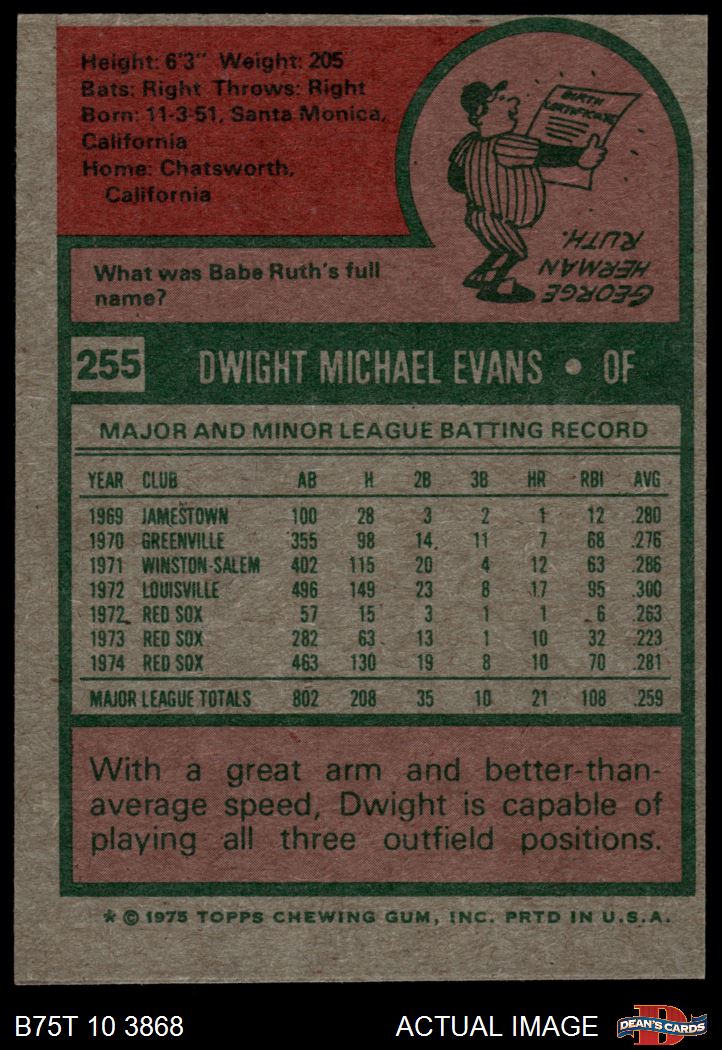 Height: 6'3" Weight: 205
Bats: Right Throws: Right
Born: 11-3-51, Santa Monica,
California
Home: Chatsworth,
California
BIRTH
CERTIFICATE
GEORGE
HERMAN
RUTH.
What was Babe Ruth's full
name?
255 DWIGHT MICHAEL EVANS • OF
MAJOR AND MINOR LEAGUE BATTING RECORD
YEAR CLUB AB H 2B 3B HR RBI AVG
1969 JAMESTOWN 100 28 3 2 1 12 .280
1970 GREENVILLE 355 98 14 11 7 68 .276
1971 WINSTON-SALEM 402 115 20 4 12 63 .286
1972 LOUISVILLE 496 149 23 8 17 95 .300
1972 RED SOX 57 15 3 1 1 6 .263
1973 RED SOX 282 63 13 1 10 32 .223
1974 RED SOX 463 130 19 8 10 70 .281
MAJOR LEAGUE TOTALS 802 208 35 10 21 108 .259
With a great arm and better-than-
average speed, Dwight is capable of
playing all three outfield positions.
* © 1975 TOPPS CHEWING GUM, INC. PRTD IN U.S.A.
B75T 10 3868 ACTUAL IMAGE
D
DEAN'S CARDS